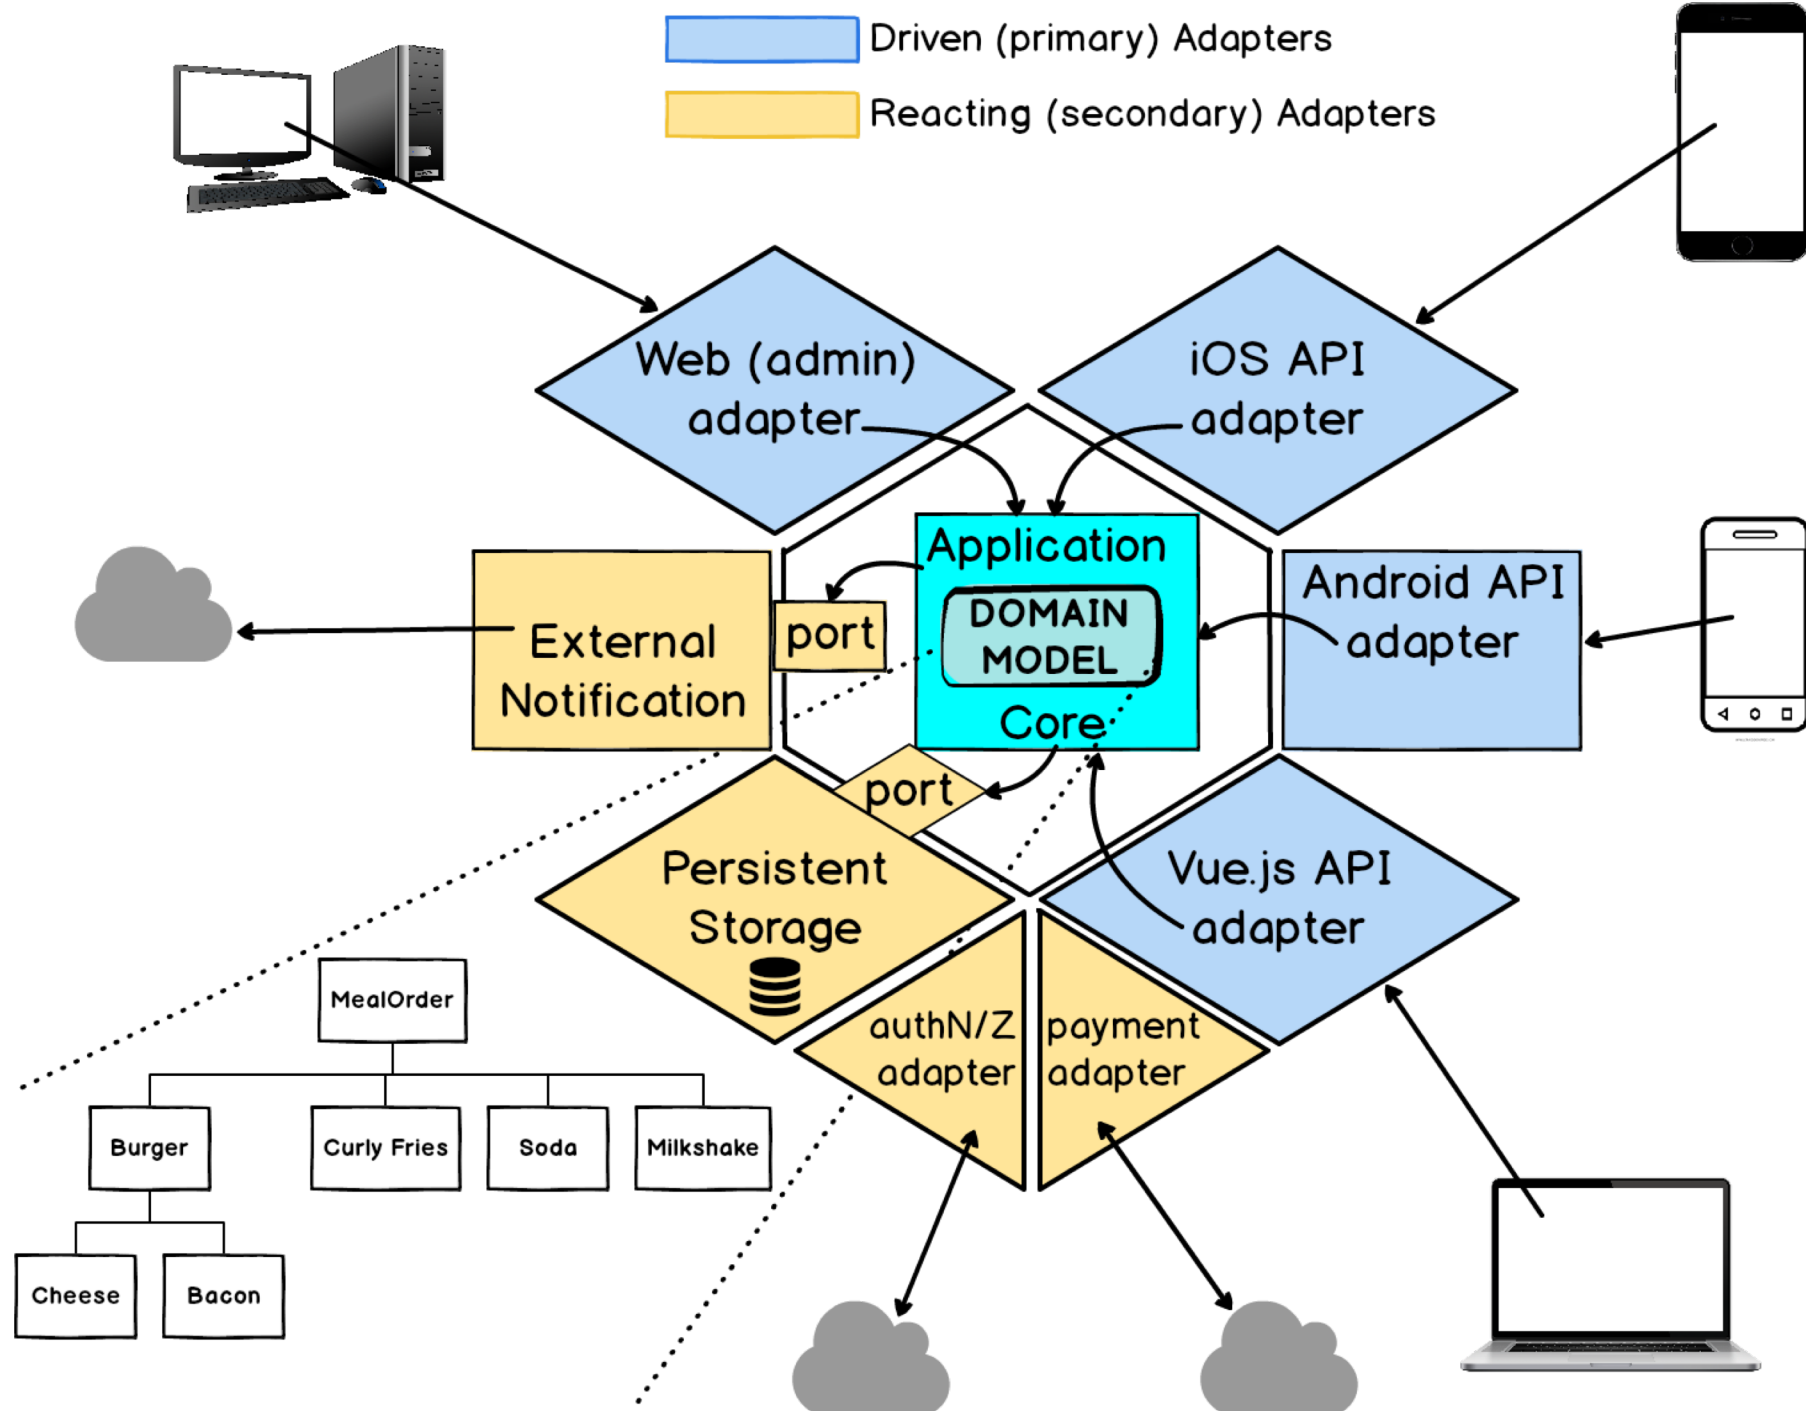 Driven (primary) Adapters
Reacting (secondary) Adapters
Web (admin)
adapter
iOS API
adapter
Application
DOMAIN
MODEL
Core
port
External
Notification
Android API
adapter
port
Persistent
Storage
Vue.js API
adapter
authN/Z
adapter
payment
adapter
MealOrder
Burger
Curly Fries
Soda
Milkshake
Cheese
Bacon